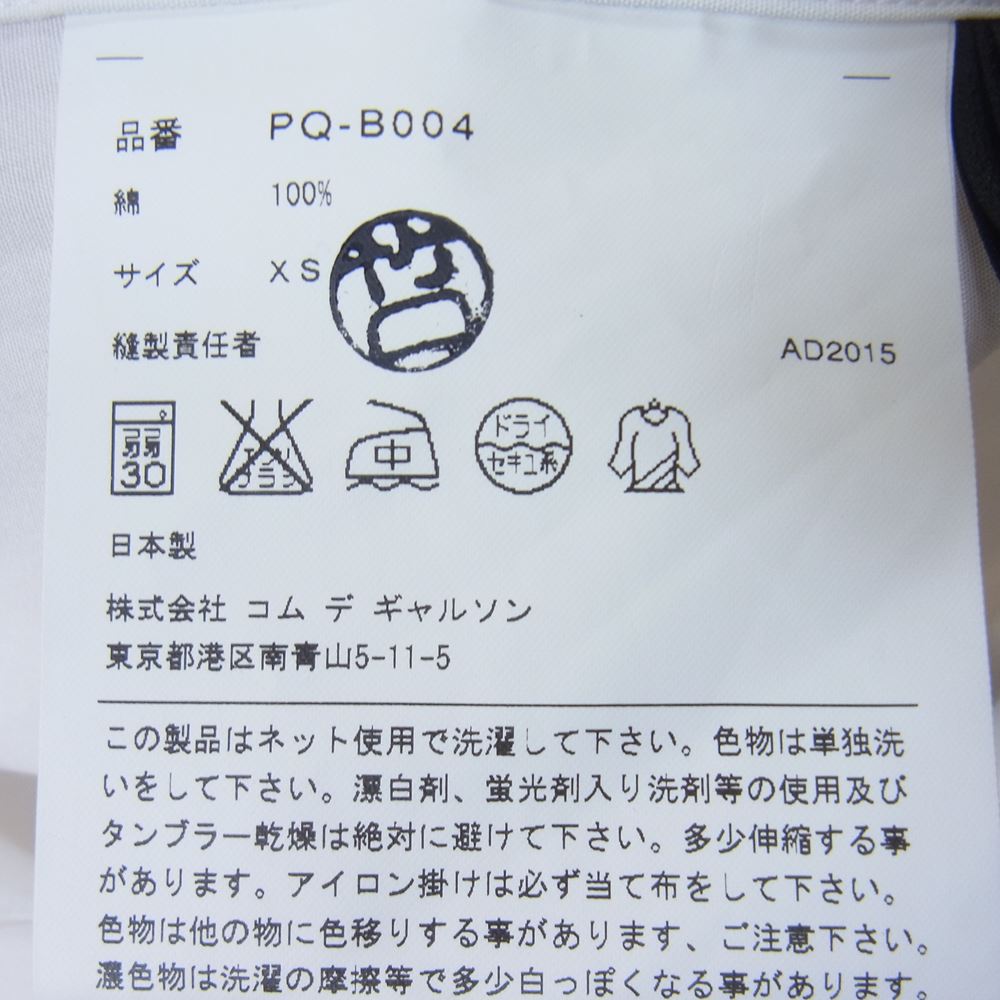 品番 PQ-B004
綿 100%
サイズ XS
縫製責任者
AD2015
弱
30
エンソ
サラシ
中
ドライ
セキユ系
日本製
株式会社 コム デ ギャルソン
東京都港区南青山5-11-5
この製品はネット使用で洗濯して下さい。色物は単独洗
いをして下さい。漂白剤、蛍光剤入り洗剤等の使用及び
タンブラー乾燥は絶対に避けて下さい。多少伸縮する事
があります。アイロン掛けは必ず当て布をして下さい。
色物は他の物に色移りする事があります、ご注意下さい。
濃色物は洗濯の摩擦等で多少白っぽくなる事があります。